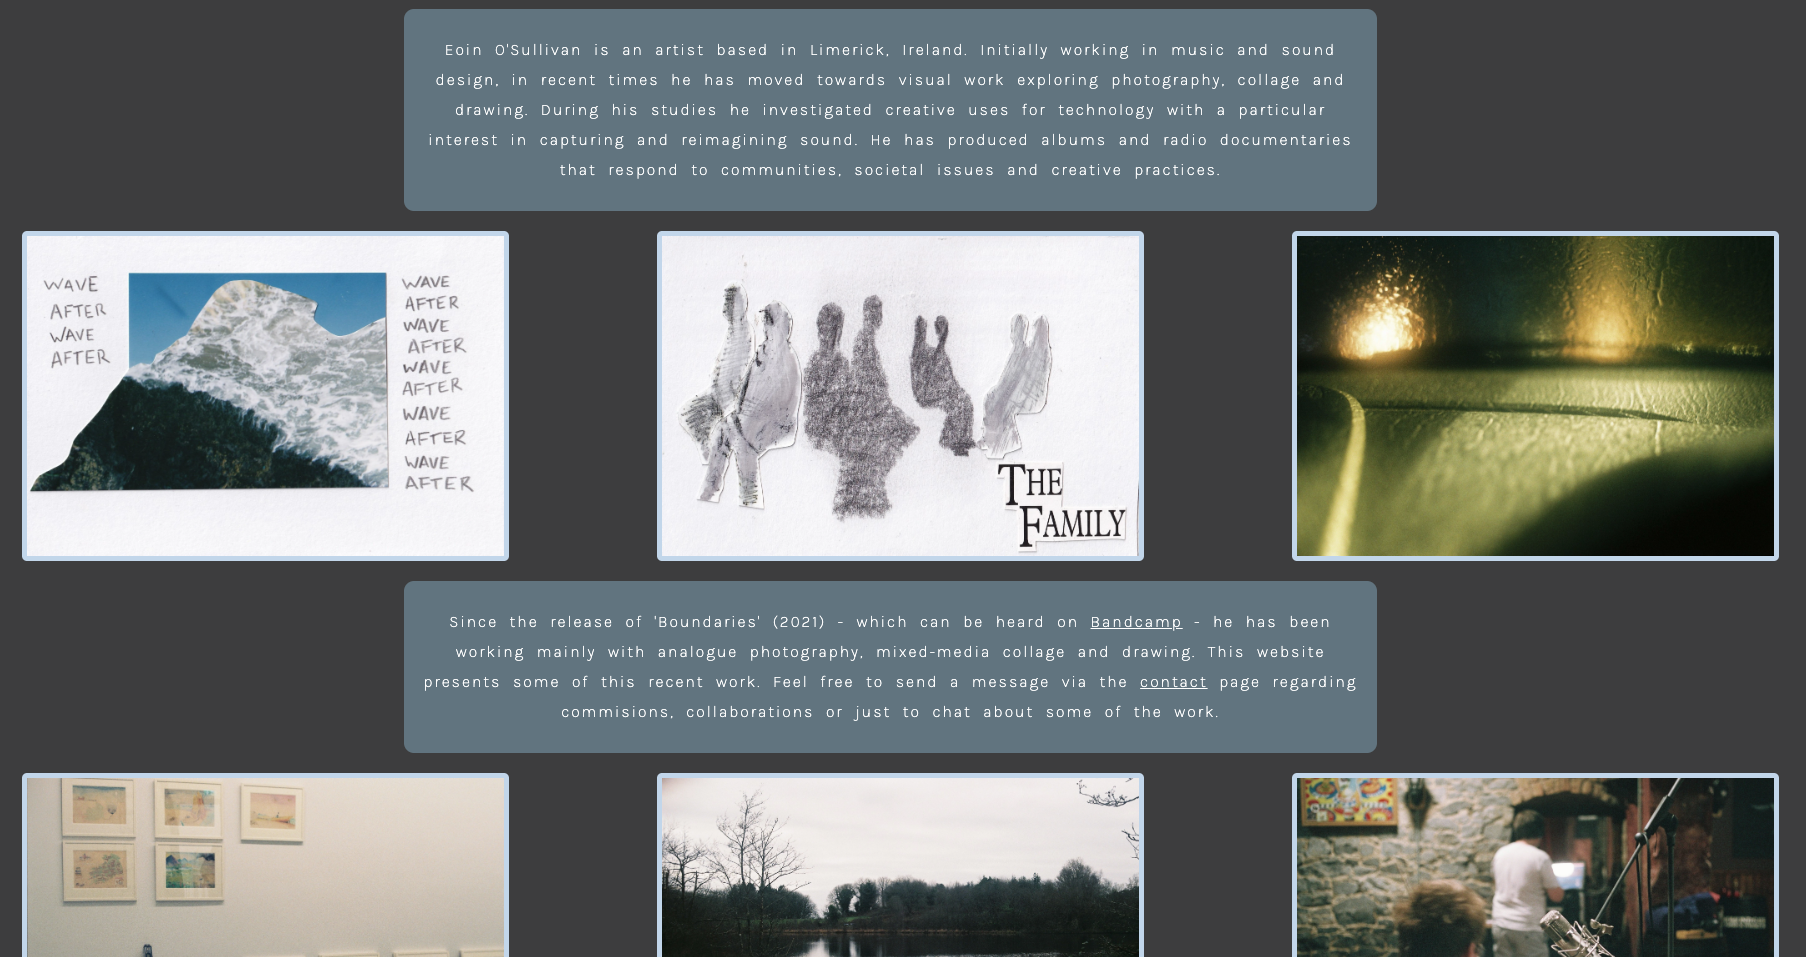 Eoin O'Sullivan is an artist based in Limerick, Ireland. Initially working in music and sound
design, in recent times he has moved towards visual work exploring photography, collage and
drawing. During his studies he investigated creative uses for technology with a particular
interest in capturing and reimagining sound. He has produced albums and radio documentaries
that respond to communities, societal issues and creative practices.
WAVE
AFTER
WAVE
AFTER
WAVE
AFTER
WAVE
AFTER
WAVE
AFTER
WAVE
AFTER
WAVE
AFTER
THE
FAMILY
Since the release of 'Boundaries' (2021) - which can be heard on Bandcamp - he has been
working mainly with analogue photography, mixed-media collage and drawing. This website
presents some of this recent work. Feel free to send a message via the contact page regarding
commisions, collaborations or just to chat about some of the work.